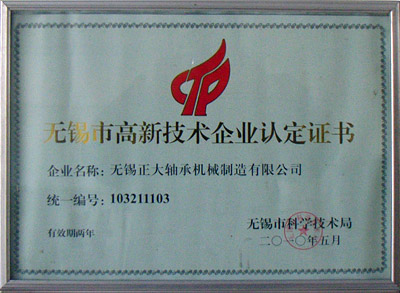 无锡市高新技术企业认定证书
企业名称：无锡正大轴承机械制造有限公司
统一编号：103211103
有效期两年
无锡市科学技术局
二〇一〇年五月